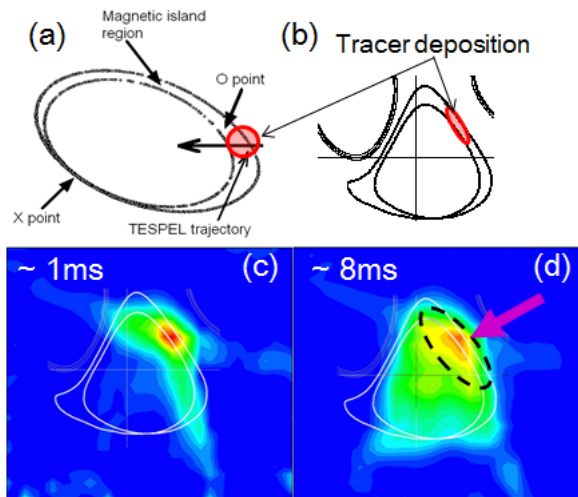 (a)
Magnetic island
region
O point
X point
TESPEL trajectory
(b)
Tracer deposition
~ 1ms
(c)
~ 8ms
(d)